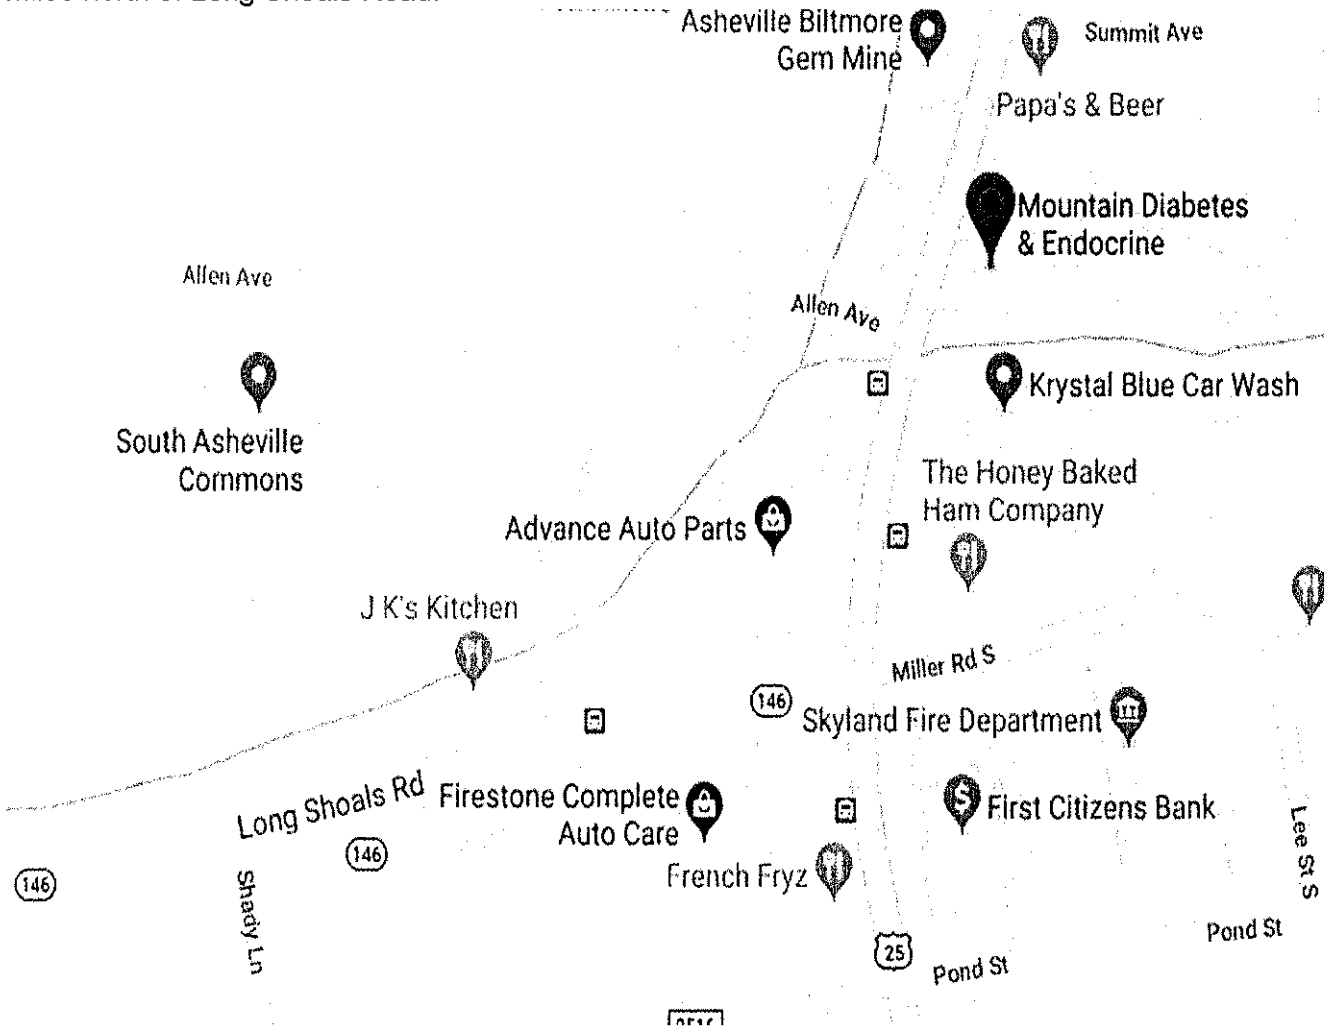 Asheville Biltmore
Gem Mine
Summit Ave
Papa's & Beer
Mountain Diabetes
& Endocrine
Allen Ave
Allen Ave
Krystal Blue Car Wash
South Asheville
Commons
The Honey Baked
Ham Company
Advance Auto Parts
J K's Kitchen
Miller Rd S
146
Skyland Fire Department
Long Shoals Rd
Firestone Complete
Auto Care
First Citizens Bank
Lee St S
146
146
French Fryz
Shady Ln
25
Pond St
Pond St